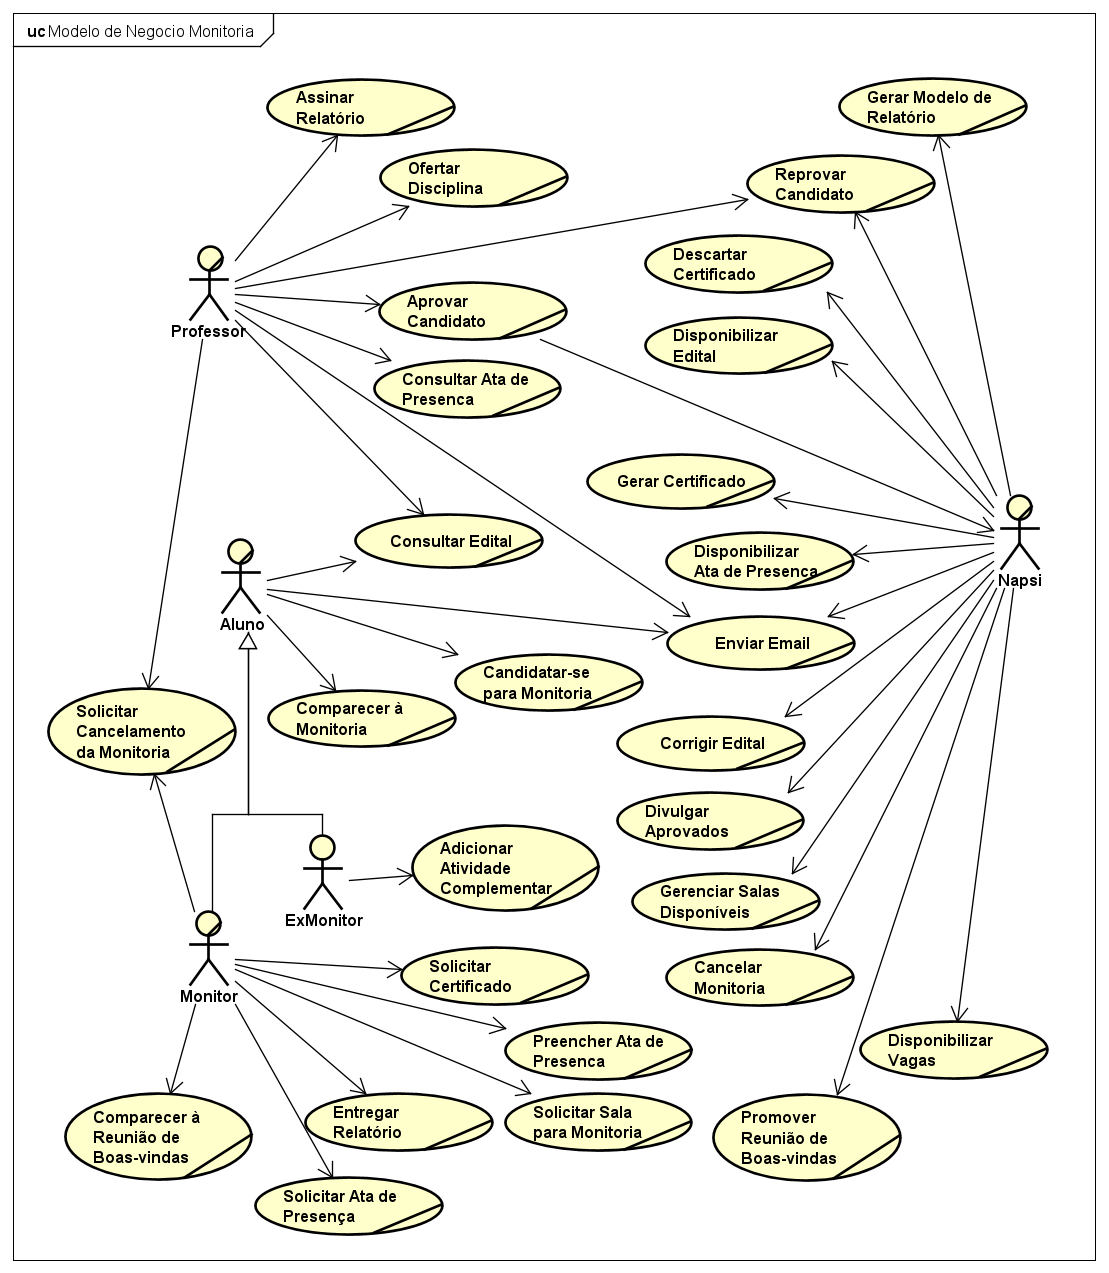 uc Modelo de Negocio Monitoria
Assinar
Relatório
Gerar Modelo de
Relatório
Ofertar
Disciplina
Reprovar
Candidato
Descartar
Certificado
Professor
Aprovar
Candidato
Disponibilizar
Edital
Consultar Ata de
Presenca
Gerar Certificado
Consultar Edital
Disponibilizar
Ata de Presença
Napsi
Aluno
Enviar Email
Candidatar-se
para Monitoria
Solicitar
Cancelamento
da Monitoria
Comparecer à
Monitoria
Corrigir Edital
Divulgar
Aprovados
Adicionar
Atividade
Complementar
Gerenciar Salas
Disponíveis
ExMonitor
Monitor
Solicitar
Certificado
Cancelar
Monitoria
Preencher Ata de
Presenca
Disponibilizar
Vagas
Comparecer à
Reunião de
Boas-vindas
Entregar
Relatório
Solicitar Sala
para Monitoria
Promover
Reunião de
Boas-vindas
Solicitar Ata de
Presença